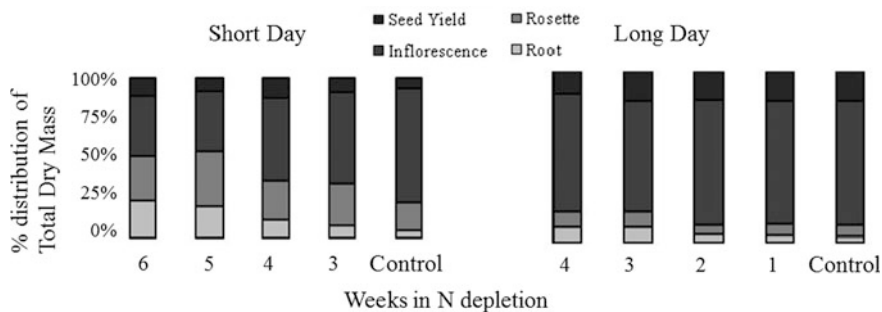 Short Day
Seed Yield
Rosette
Inflorescence
Root
Long Day
% distribution of
Total Dry Mass
100%
75%
50%
25%
0%
6 5 4 3 Control
4 3 2 1 Control
Weeks in N depletion